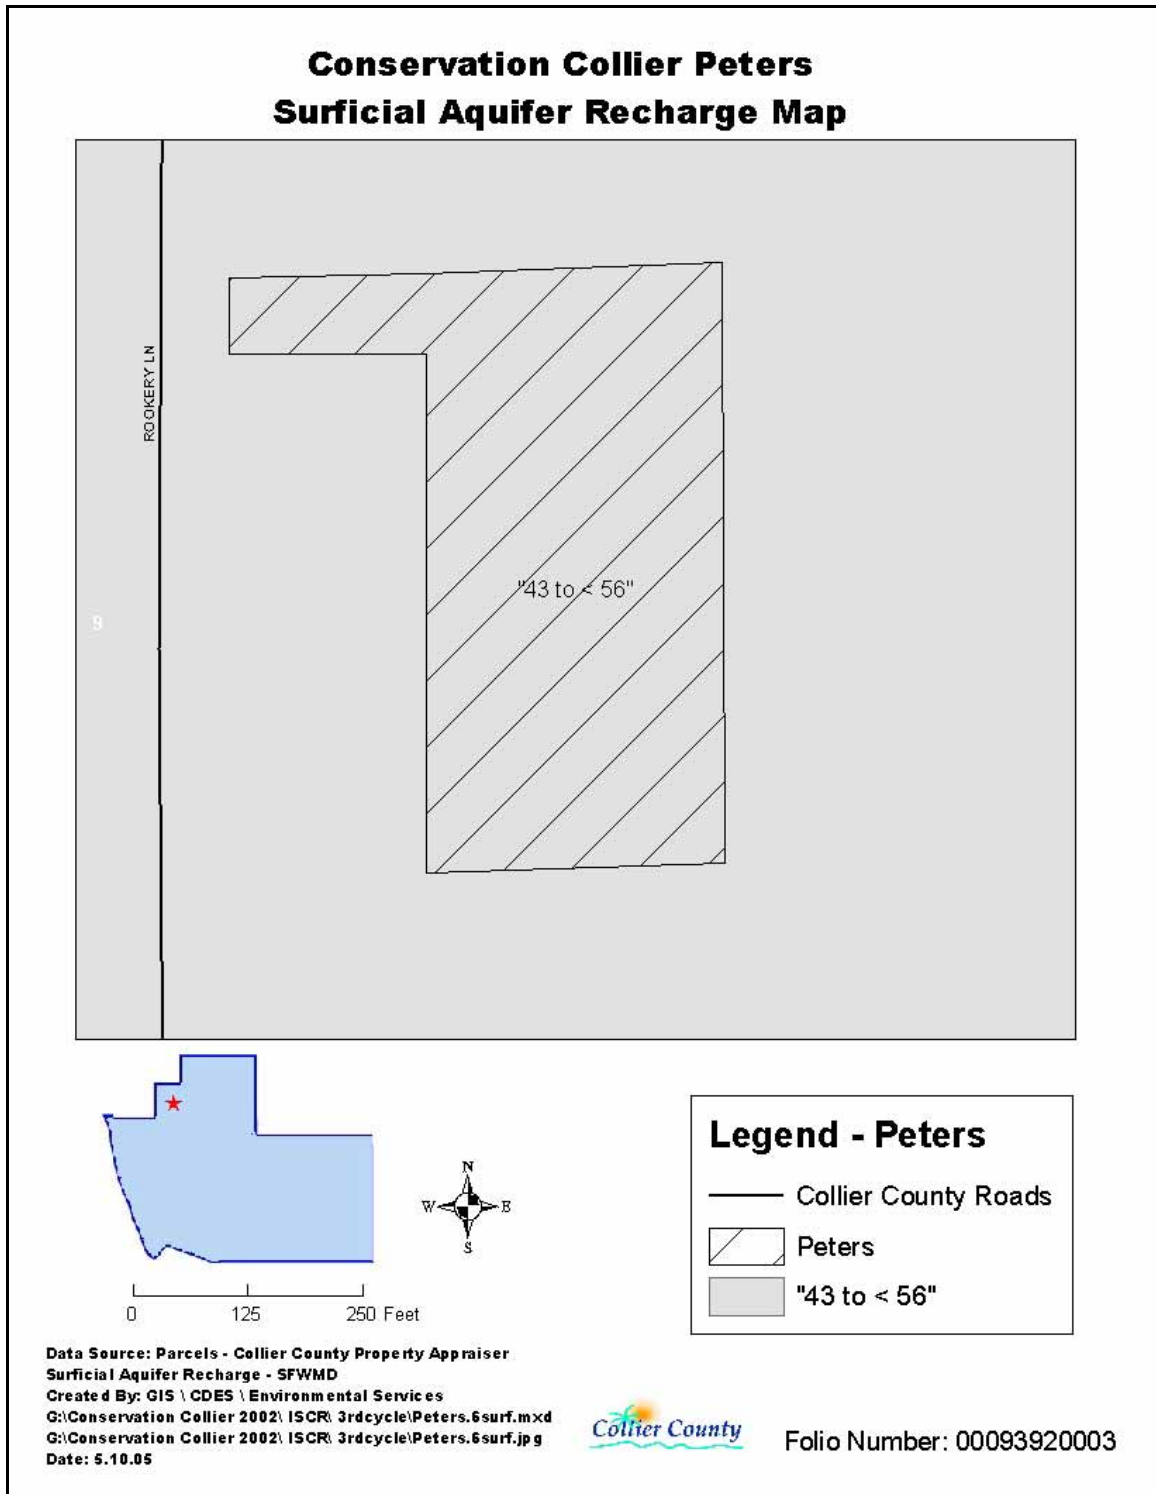 Conservation Collier Peters
Surficial Aquifer Recharge Map
ROOKERY LN
"43 to < 56"
9
N
W E
S
0 125 250 Feet
Legend - Peters
Collier County Roads
Peters
"43 to < 56"
Data Source: Parcels - Collier County Property Appraiser
Surficial Aquifer Recharge - SFWMD
Created By: GIS \ CDES \ Environmental Services
G:\Conservation Collier 2002\ ISCR\ 3rdcycle\Peters.6surf.mxd
G:\Conservation Collier 2002\ ISCR\ 3rdcycle\Peters.6surf.jpg
Date: 5.10.05
Collier County
Folio Number: 00093920003